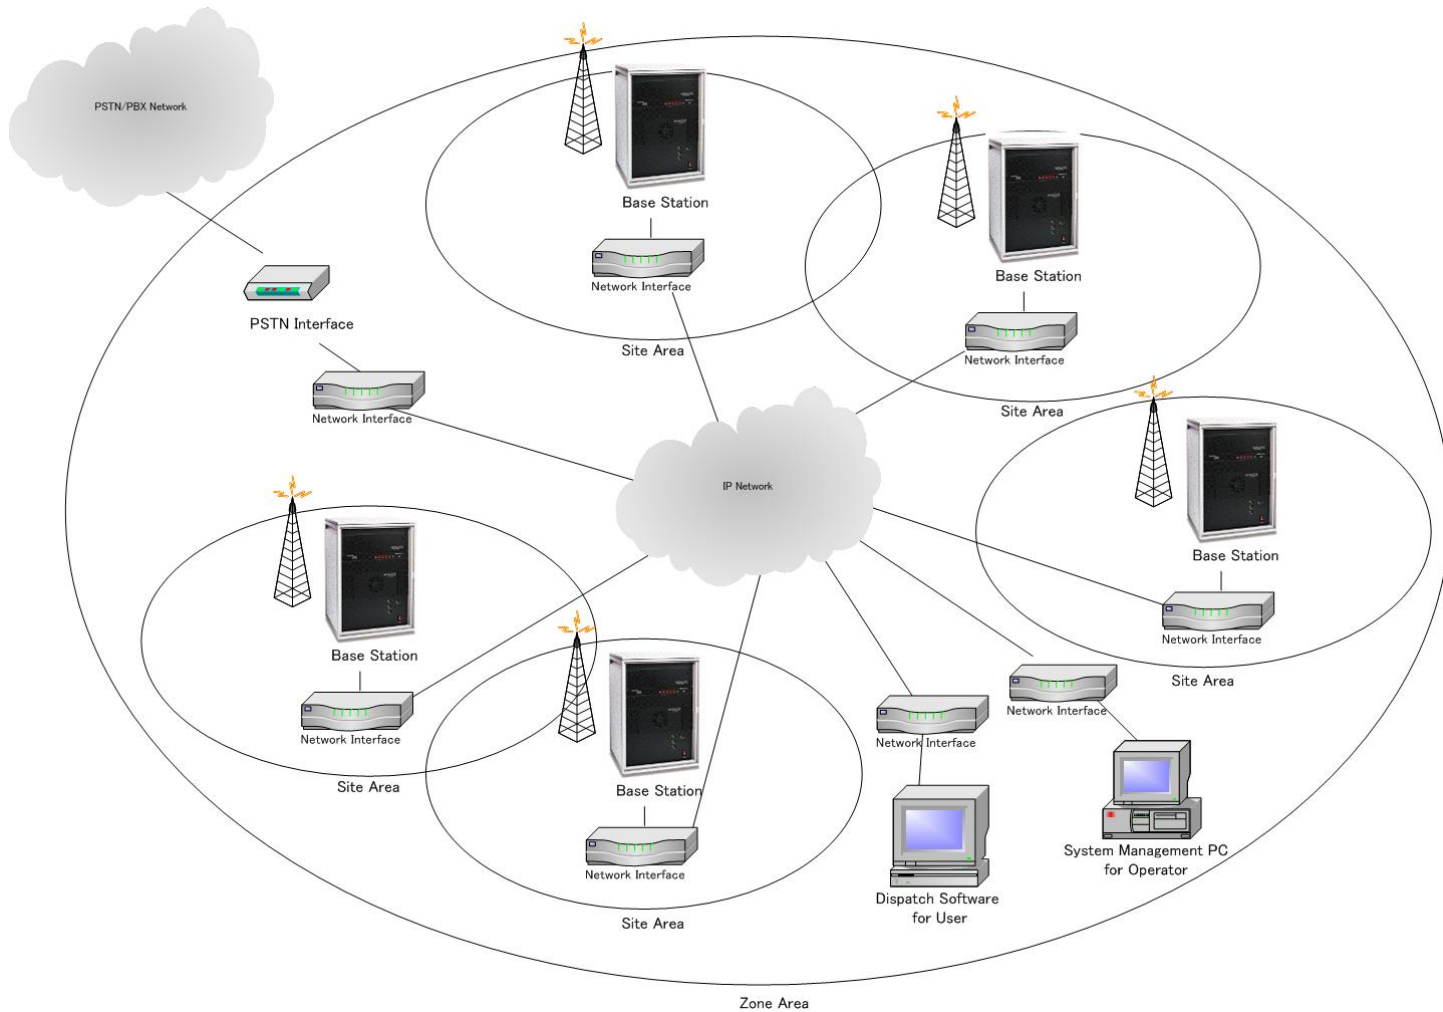 PSTN/PBX Network
Base Station
Network Interface
Site Area
Base Station
Network Interface
Site Area
PSTN Interface
Network Interface
IP Network
Base Station
Network Interface
Site Area
Base Station
Network Interface
Site Area
Base Station
Network Interface
Site Area
Network Interface
Dispatch Software
for User
Network Interface
System Management PC
for Operator
Zone Area